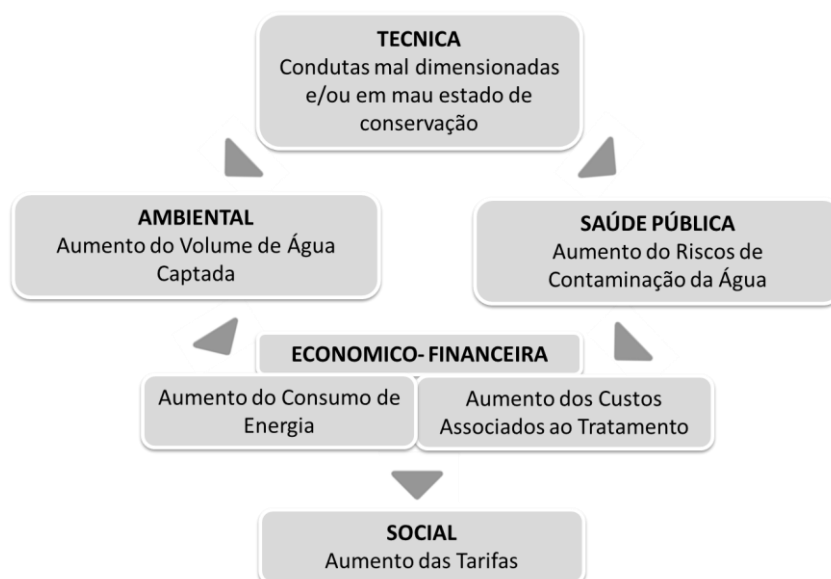 TECNICA
Condutas mal dimensionadas
e/ou em mau estado de
conservação
AMBIENTAL
Aumento do Volume de Água
Captada
SAÚDE PÚBLICA
Aumento do Riscos de
Contaminação da Água
ECONOMICO- FINANCEIRA
Aumento do Consumo de
Energia
Aumento dos Custos
Associados ao Tratamento
SOCIAL
Aumento das Tarifas